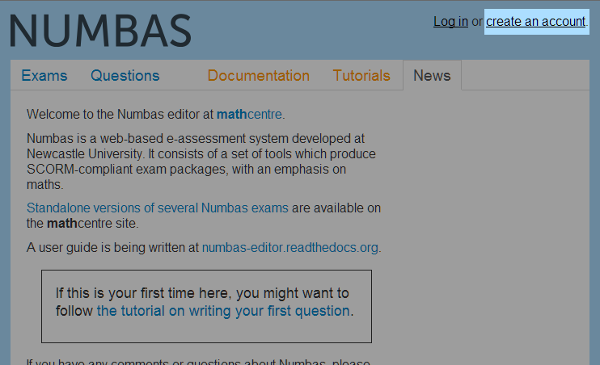 NUMBAS
Log in or create an account.
Exams Questions Documentation Tutorials News
Welcome to the Numbas editor at mathcentre.
Numbas is a web-based e-assessment system developed at
Newcastle University. It consists of a set of tools which produce
SCORM-compliant exam packages, with an emphasis on
maths.
Standalone versions of several Numbas exams are available on
the mathcentre site.
A user guide is being written at numbas-editor.readthedocs.org.
If this is your first time here, you might want to
follow the tutorial on writing your first question.
If you have any comments or questions about Numbas, please